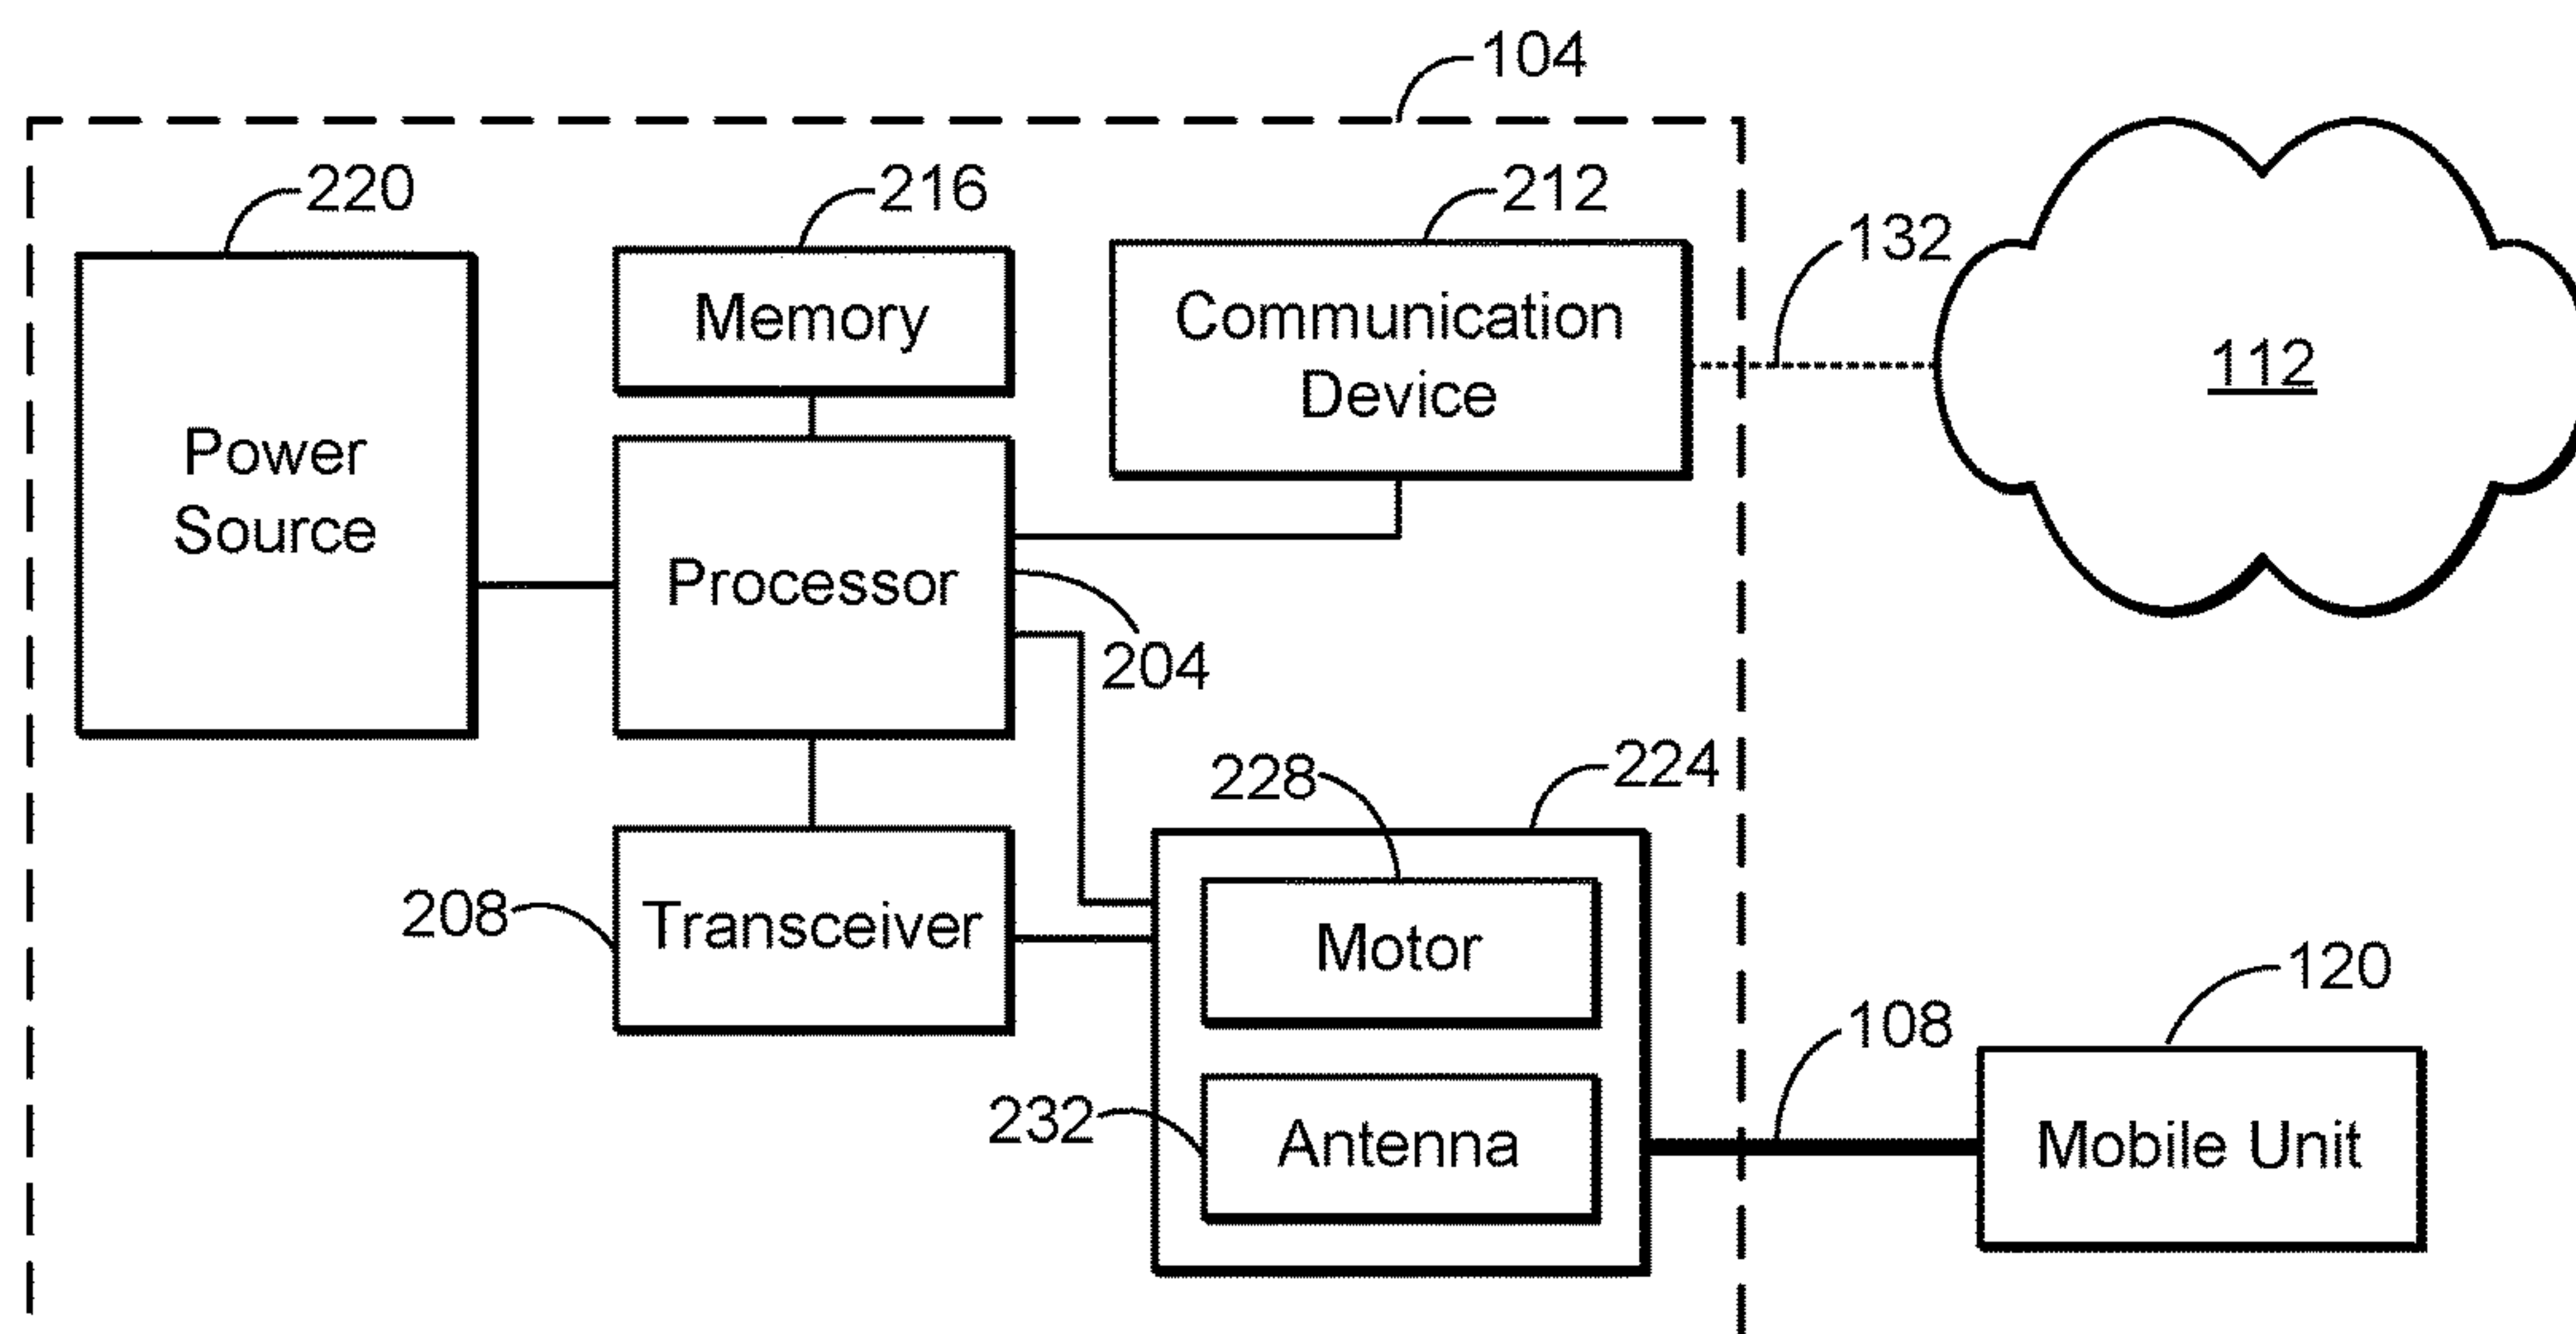 104
220
216
212
132
Memory
Communication
Device
112
Power
Source
Processor
204
228
224
208
Transceiver
Motor
120
108
232
Antenna
Mobile Unit